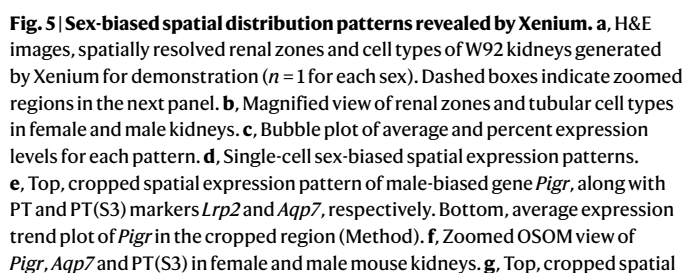 Fig. 5 | Sex-biased spatial distribution patterns revealed by Xenium. a, H&E
images, spatially resolved renal zones and cell types of W92 kidneys generated
by Xenium for demonstration (n = 1 for each sex). Dashed boxes indicate zoomed
regions in the next panel. b, Magnified view of renal zones and tubular cell types
in female and male kidneys. c, Bubble plot of average and percent expression
levels for each pattern. d, Single-cell sex-biased spatial expression patterns.
e, Top, cropped spatial expression pattern of male-biased gene Pigr, along with
PT and PT(S3) markers Lrp2 and Aqp7, respectively. Bottom, average expression
trend plot of Pigr in the cropped region (Method). f, Zoomed OSOM view of
Pigr, Aqp7 and PT(S3) in female and male mouse kidneys. g, Top, cropped spatial